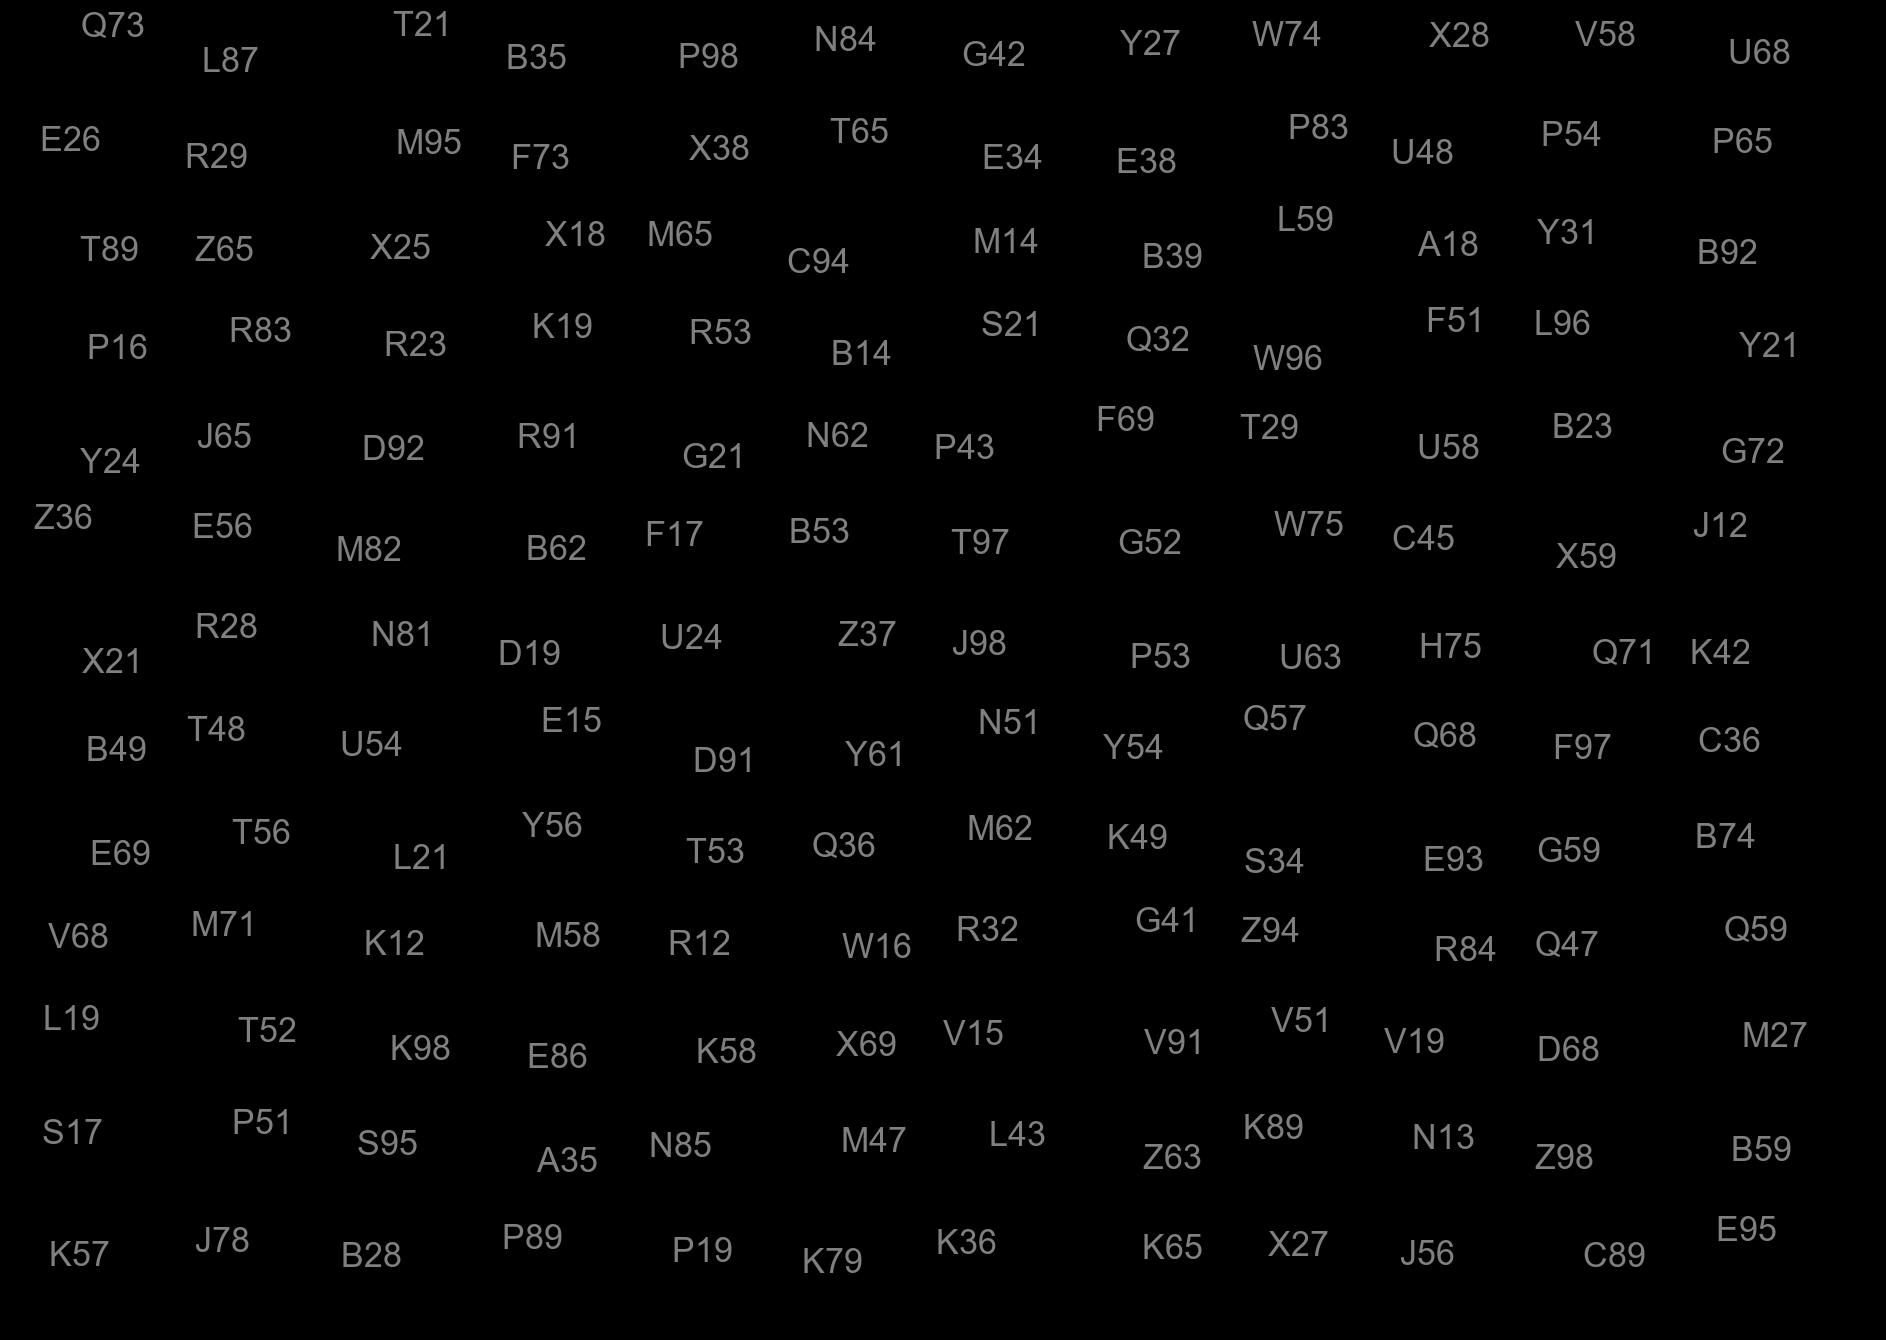 Q73 L87 T21 B35 P98 N84 G42 Y27 W74 X28 V58 U68
E26 R29 M95 F73 X38 T65 E34 E38 P83 U48 P54 P65
T89 Z65 X25 X18 M65 C94 M14 B39 L59 A18 Y31 B92
P16 R83 R23 K19 R53 B14 S21 Q32 W96 F51 L96 Y21
Y24 J65 D92 R91 G21 N62 P43 F69 T29 U58 B23 G72
Z36 E56 M82 B62 F17 B53 T97 G52 W75 C45 X59 J12
X21 R28 N81 D19 U24 Z37 J98 P53 U63 H75 Q71 K42
B49 T48 U54 E15 D91 Y61 N51 Y54 Q57 Q68 F97 C36
E69 T56 L21 Y56 T53 Q36 M62 K49 S34 E93 G59 B74
V68 M71 K12 M58 R12 W16 R32 G41 Z94 R84 Q47 Q59
L19 T52 K98 E86 K58 X69 V15 V91 V51 V19 D68 M27
S17 P51 S95 A35 N85 M47 L43 Z63 K89 N13 Z98 B59
K57 J78 B28 P89 P19 K79 K36 K65 X27 J56 C89 E95